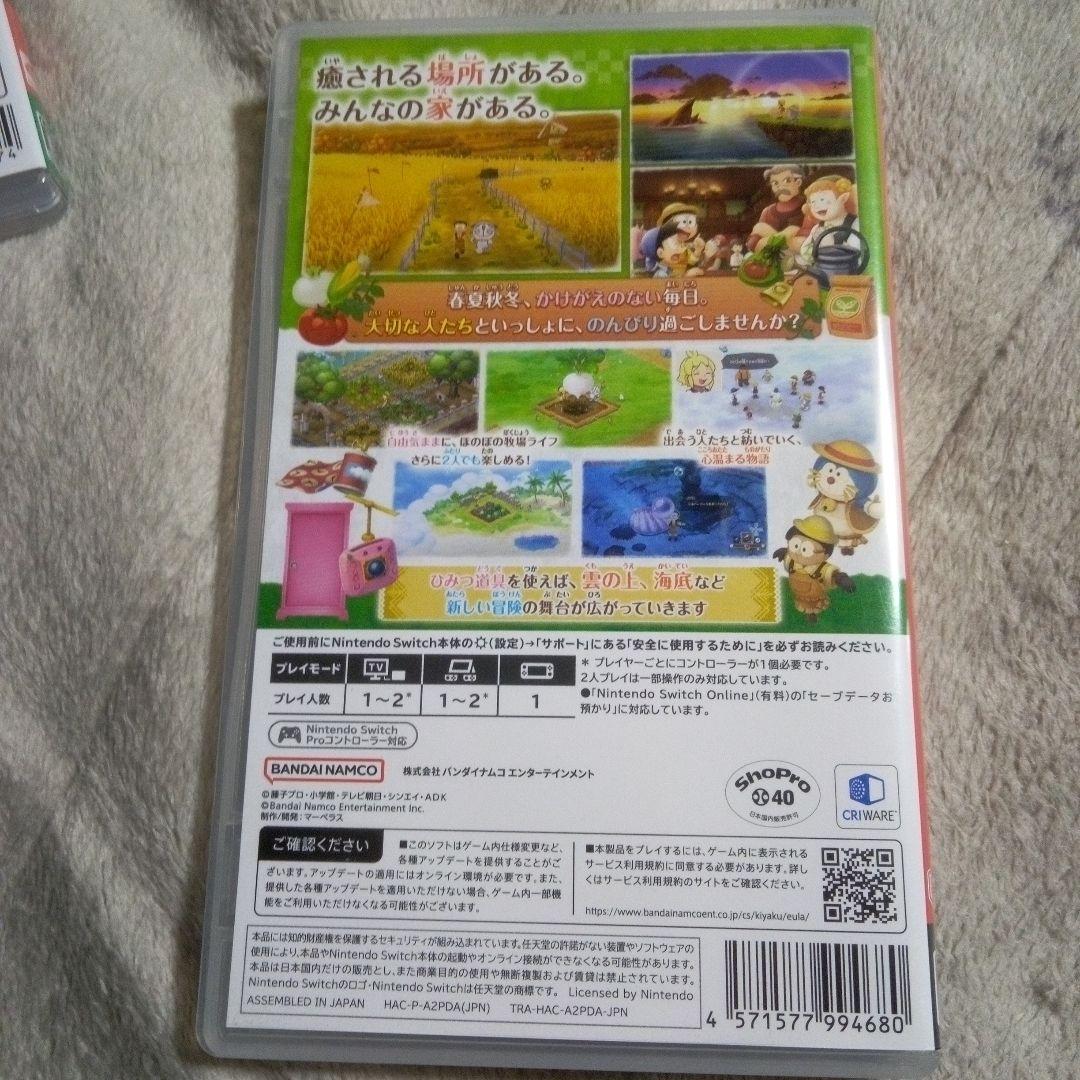 癒される場所がある。
みんなの家がある。
春夏秋冬、かけがえのない毎日。
大切な人たちといっしょに、のんびり過ごしませんか?
自由気ままに、ほのぼの牧場ライフ
さらに2人でも楽しめる!
出会う人たちと紡いでいく、
心温まる物語
ひみつ道具を使えば、雲の上、海底など
新しい冒険の舞台が広がっていきます
ご使用前にNintendo Switch本体の(設定)→「サポート」にある「安全に使用するために」を必ずお読みください。
プレイモード
TV
プレイ人数
1～2*
1～2*
1
* プレイヤーごとにコントローラーが1個必要です。
2人プレイは一部操作のみ対応しています。
●「Nintendo Switch Online」(有料)の「セーブデータお
預かり」に対応しています。
Nintendo Switch
Proコントローラー対応
BANDAI NAMCO
株式会社 バンダイナムコ エンターテインメント
©藤子プロ・小学館・テレビ朝日・シンエイ・ADK
©Bandai Namco Entertainment Inc.
制作/開発：マーベラス
ShoPro
40
日本国内販売許可
CRIWARE
ご確認ください
■このソフトはゲーム内仕様変更など、
各種アップデートを提供することがご
ざいます。アップデートの適用にはオンライン環境が必要です。また、
提供した各種アップデートを適用いただけない場合、ゲーム内一部機
能をご利用いただけなくなる可能性がございます。
■本製品をプレイするには、ゲーム内に表示される
サービス利用規約に同意する必要があります。詳し
くはサービス利用規約のサイトをご確認ください。
https://www.bandainamcoent.co.jp/cs/kiyaku/eula/
本品には知的財産権を保護するセキュリティが組み込まれています。任天堂の許諾がない装置やソフトウェアの
使用により、本品やNintendo Switch本体の起動やオンライン接続ができなくなる可能性があります。
本品は日本国内だけの販売とし、また商業目的の使用や無断複製および賃貸は禁止されています。
Nintendo Switchのロゴ・Nintendo Switchは任天堂の商標です。 Licensed by Nintendo
ASSEMBLED IN JAPAN HAC-P-A2PDA(JPN) TRA-HAC-A2PDA-JPN
4 571577 994680